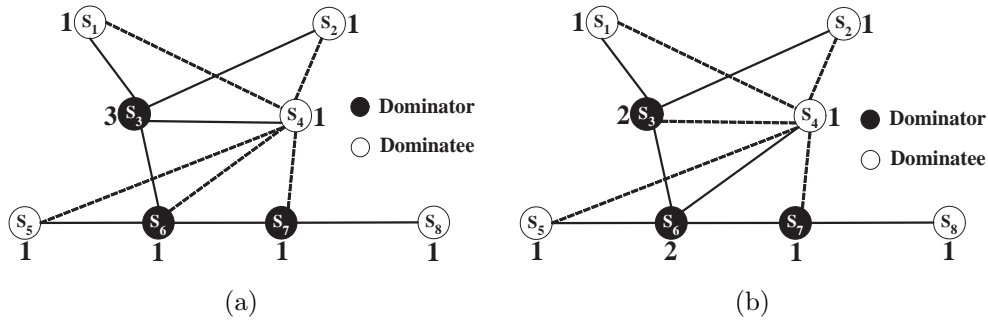 1 S1 S2 1
1 S1 S2 1
3 S3 S4 1 Dominator
Dominatee
2 S3 S4 1 Dominator
Dominatee
S5 S6 S7 S8
1 1 1 1
S5 S6 S7 S8
1 2 1 1
(a) (b)